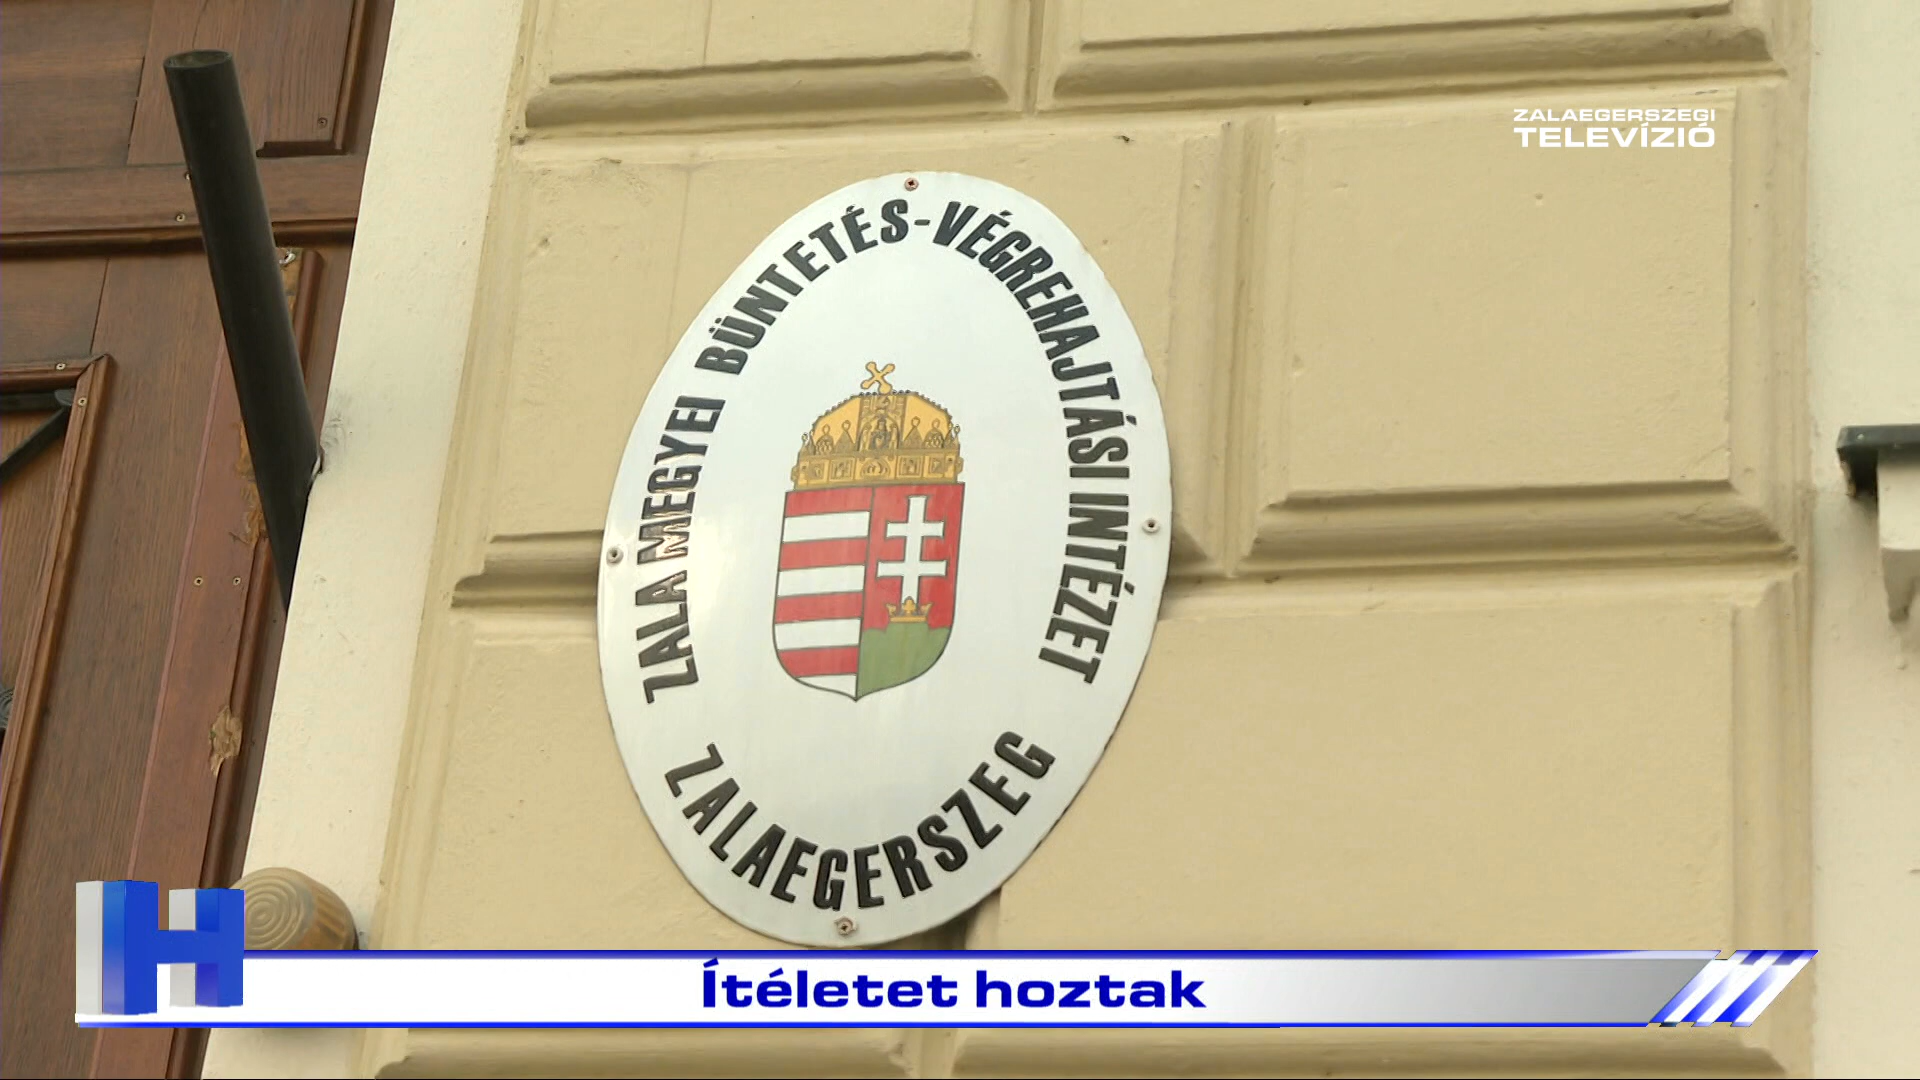 ZALAEGERSZEGI
TELEVÍZIÓ
ZALA MEGYEI BÜNTETÉS-VÉGREHAJTÁSI INTÉZET
ZALAEGERSZEG
H
Ítéletet hoztak